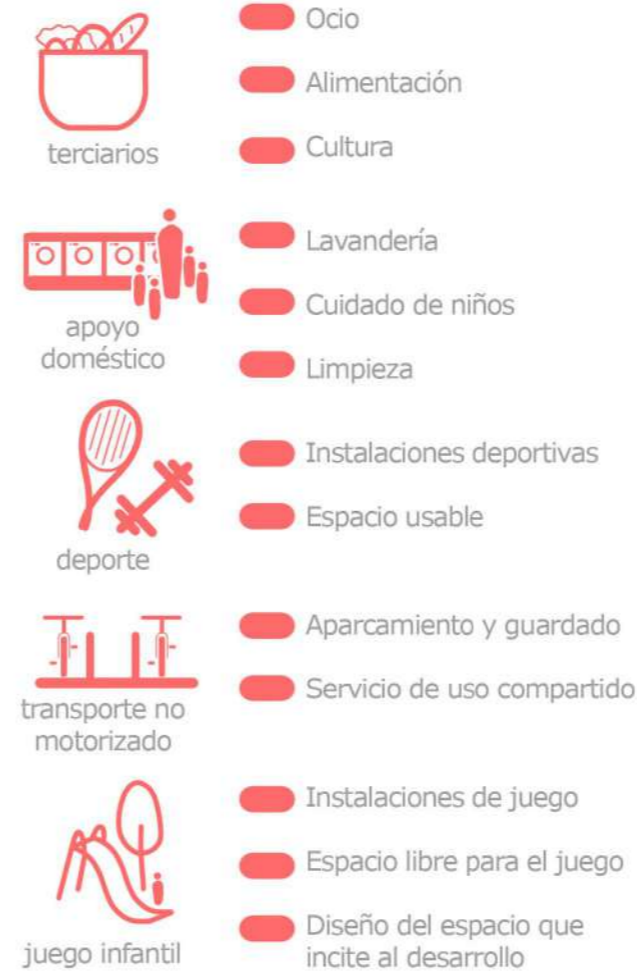 Ocio
Alimentación
Cultura
terciarios
Lavandería
Cuidado de niños
Limpieza
apoyo
doméstico
Instalaciones deportivas
Espacio usable
deporte
Aparcamiento y guardado
Servicio de uso compartido
transporte no
motorizado
Instalaciones de juego
Espacio libre para el juego
Diseño del espacio que
incite al desarrollo
juego infantil